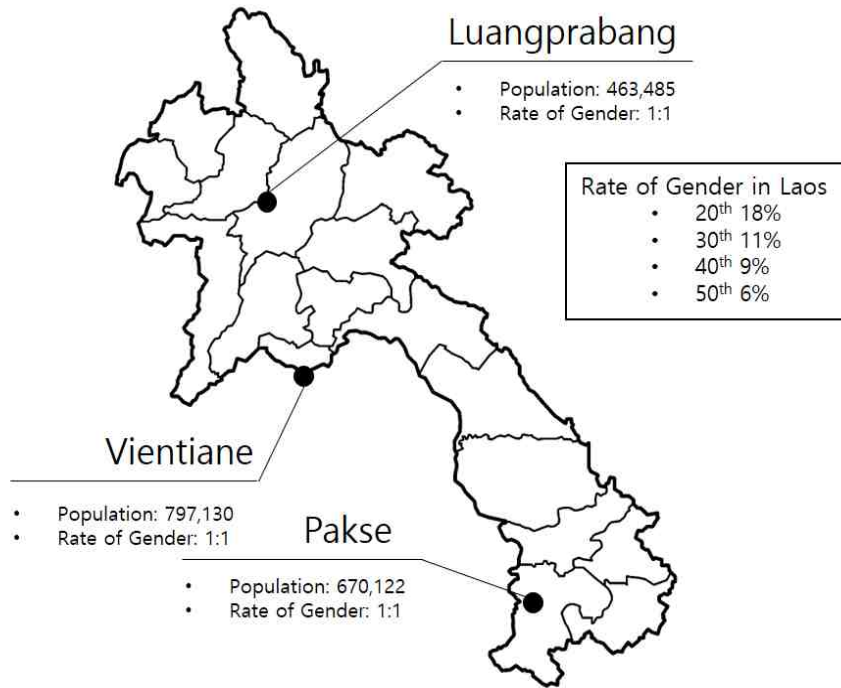 Luangprabang
• Population: 463,485
• Rate of Gender: 1:1
Rate of Gender in Laos
• 20th 18%
• 30th 11%
• 40th 9%
• 50th 6%
Vientiane
• Population: 797,130
• Rate of Gender: 1:1
Pakse
• Population: 670,122
• Rate of Gender: 1:1